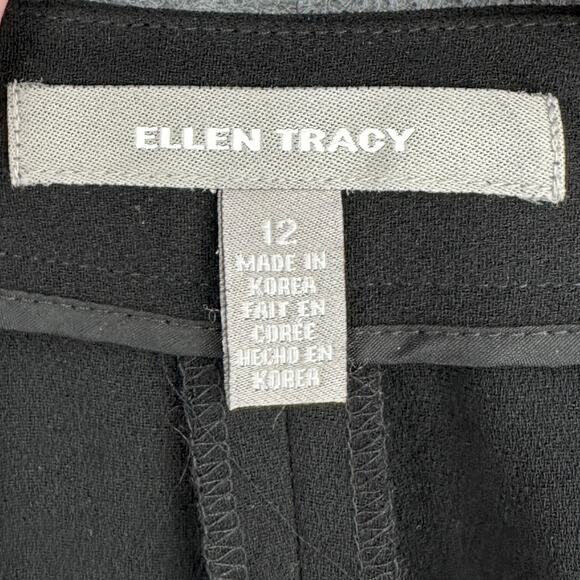 ELLEN TRACY
12
MADE IN
KOREA
FAIT EN
CORÉE
HECHO EN
KOREA